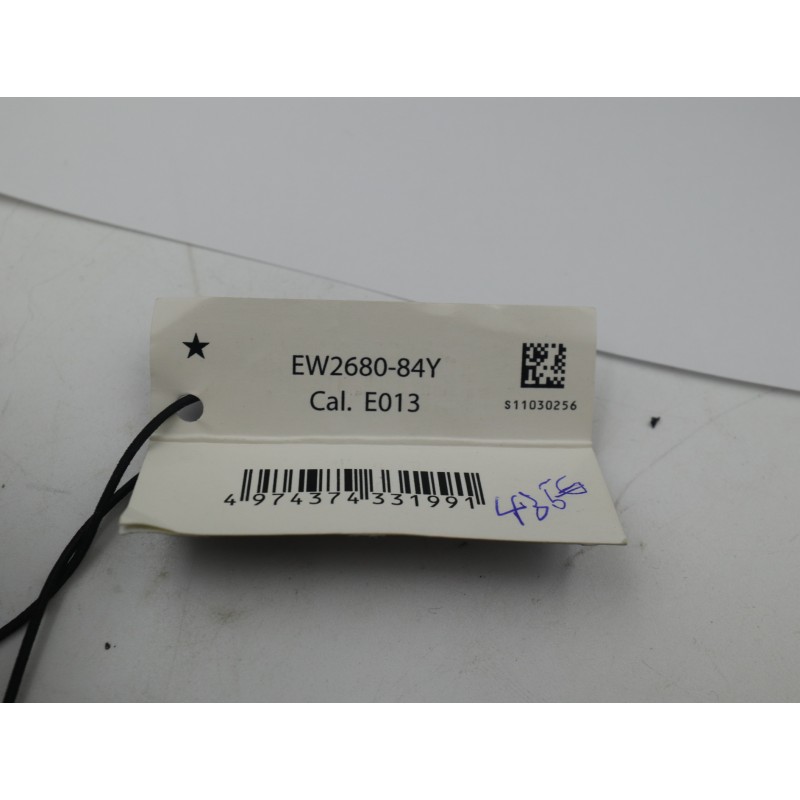 EW2680-84Y
Cal. E013
S11030256
4 974374 331991